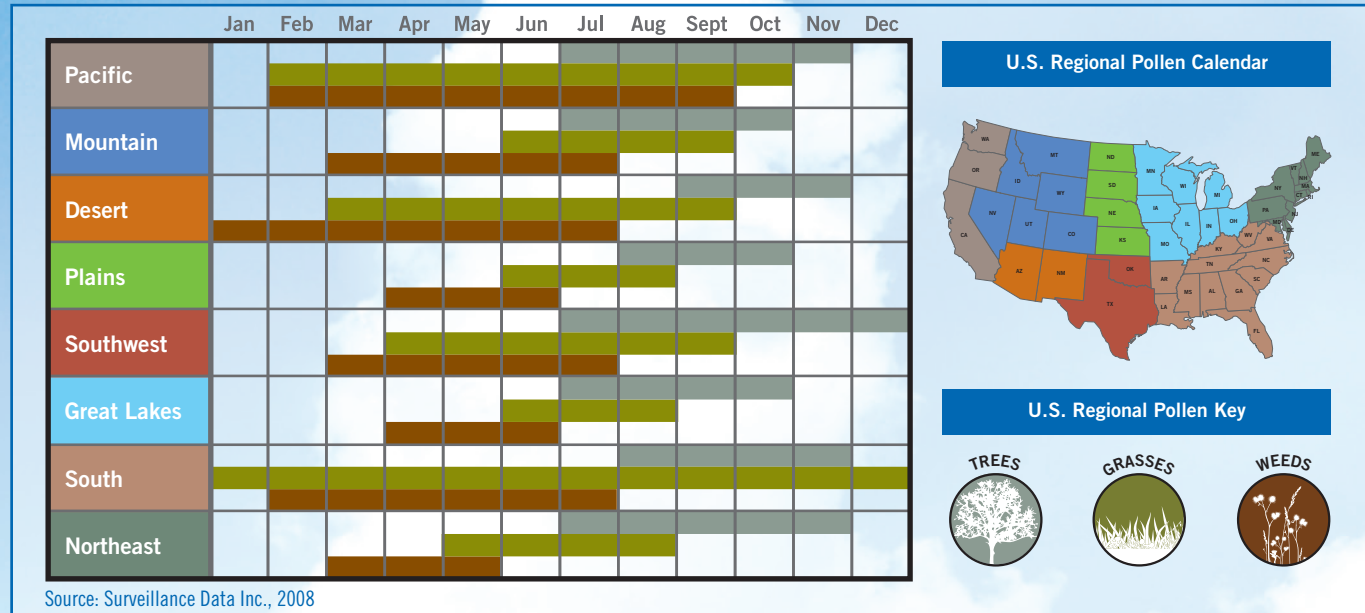 Jan Feb Mar Apr May Jun Jul Aug Sept Oct Nov Dec
Pacific
Mountain
Desert
Plains
Southwest
Great Lakes
South
Northeast
Source: Surveillance Data Inc., 2008
U.S. Regional Pollen Calendar
WA
OR
CA
MT
ID
WY
NV
UT
CO
AZ
NM
ND
SD
NE
KS
OK
TX
MN
WI
MI
IA
IL
IN
OH
MO
KY
WV
VA
TN
NC
SC
AR
MS
AL
GA
LA
FL
ME
VT
NH
MA
CT
RI
NY
PA
NJ
MD
U.S. Regional Pollen Key
TREES
GRASSES
WEEDS